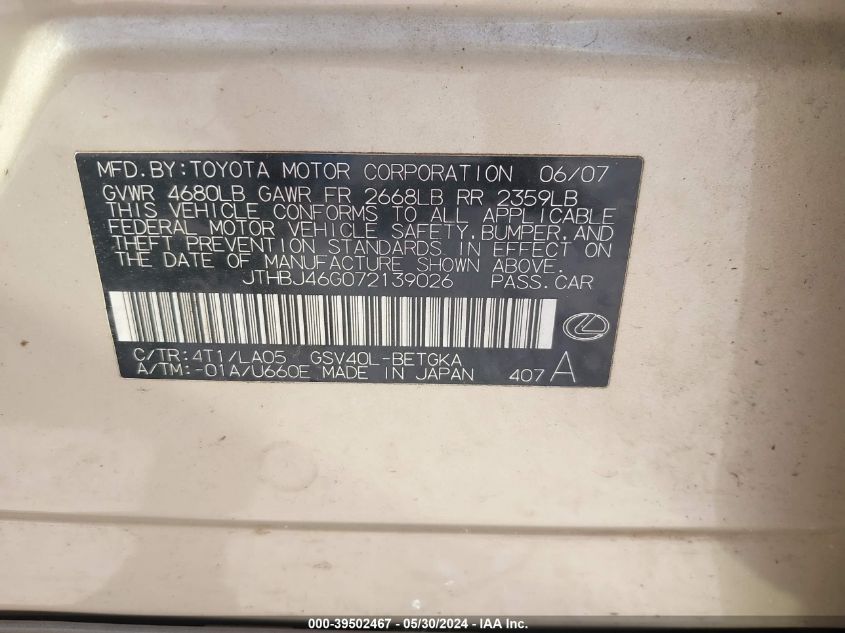 MFD.BY:TOYOTA MOTOR CORPORATION 06/07
GVWR 4680LB GAWR FR 2668LB RR 2359LB
THIS VEHICLE CONFORMS TO ALL APPLICABLE
FEDERAL MOTOR VEHICLE SAFETY,BUMPER,AND
THEFT PREVENTION STANDARDS IN EFFECT ON
THE DATE OF MANUFACTURE SHOWN ABOVE.
JTHBJ46G072139026 PASS.CAR
C/TR:4T1/LA05 GSV40L-BETGKA
A/TM:-01A/U660E MADE IN JAPAN 407 A
000-39502467 - 05/30/2024 - IAA Inc.